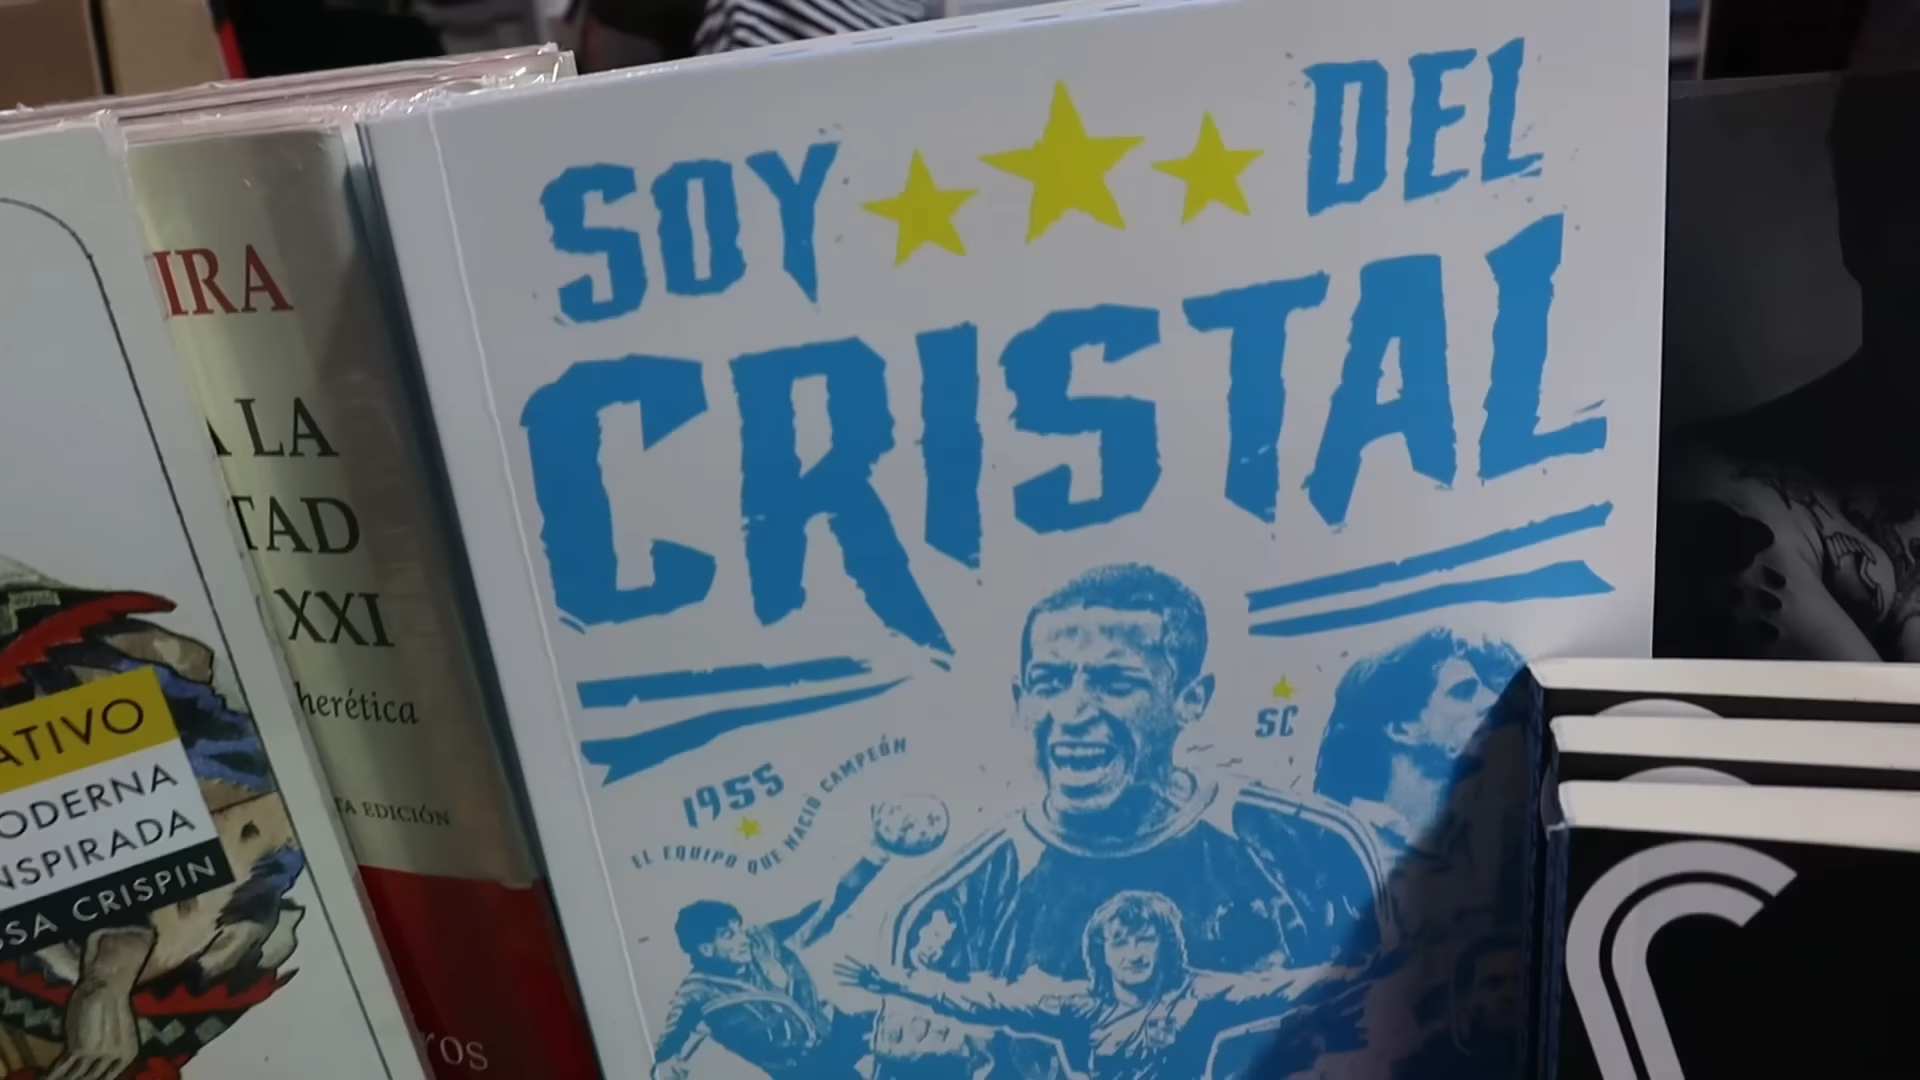 SOY DEL
CRISTAL
1955
EL EQUIPO QUE NACIÓ CAMPEÓN
SC
IRA
A LA
TAD
XXI
herética
TA EDICIÓN
ros
ATIVO
ODERNA
NSPIRADA
SSA CRISPIN